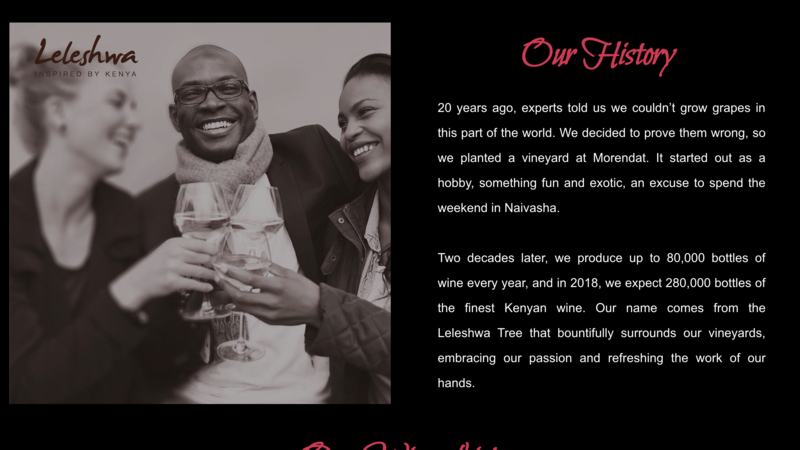 Leleshwa
INSPIRED BY KENYA
Our History
20 years ago, experts told us we couldn’t grow grapes in
this part of the world. We decided to prove them wrong, so
we planted a vineyard at Morendat. It started out as a
hobby, something fun and exotic, an excuse to spend the
weekend in Naivasha.
Two decades later, we produce up to 80,000 bottles of
wine every year, and in 2018, we expect 280,000 bottles of
the finest Kenyan wine. Our name comes from the
Leleshwa Tree that bountifully surrounds our vineyards,
embracing our passion and refreshing the work of our
hands.